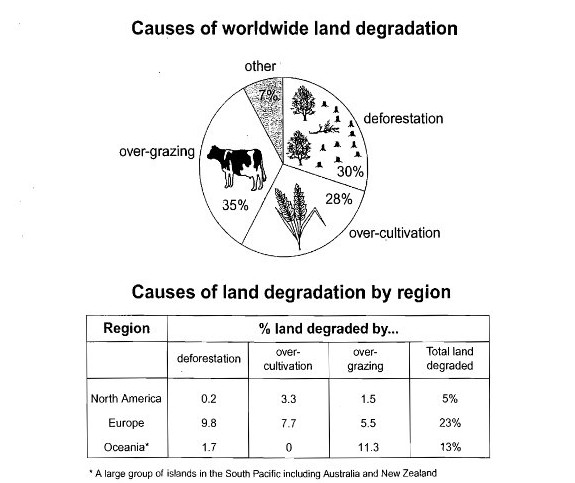 Causes of worldwide land degradation
other
7%
deforestation
over-grazing
30%
35%
28%
over-cultivation
Causes of land degradation by region
Region % land degraded by...
deforestation over-cultivation over-grazing Total land degraded
North America 0.2 3.3 1.5 5%
Europe 9.8 7.7 5.5 23%
Oceania* 1.7 0 11.3 13%
* A large group of islands in the South Pacific including Australia and New Zealand